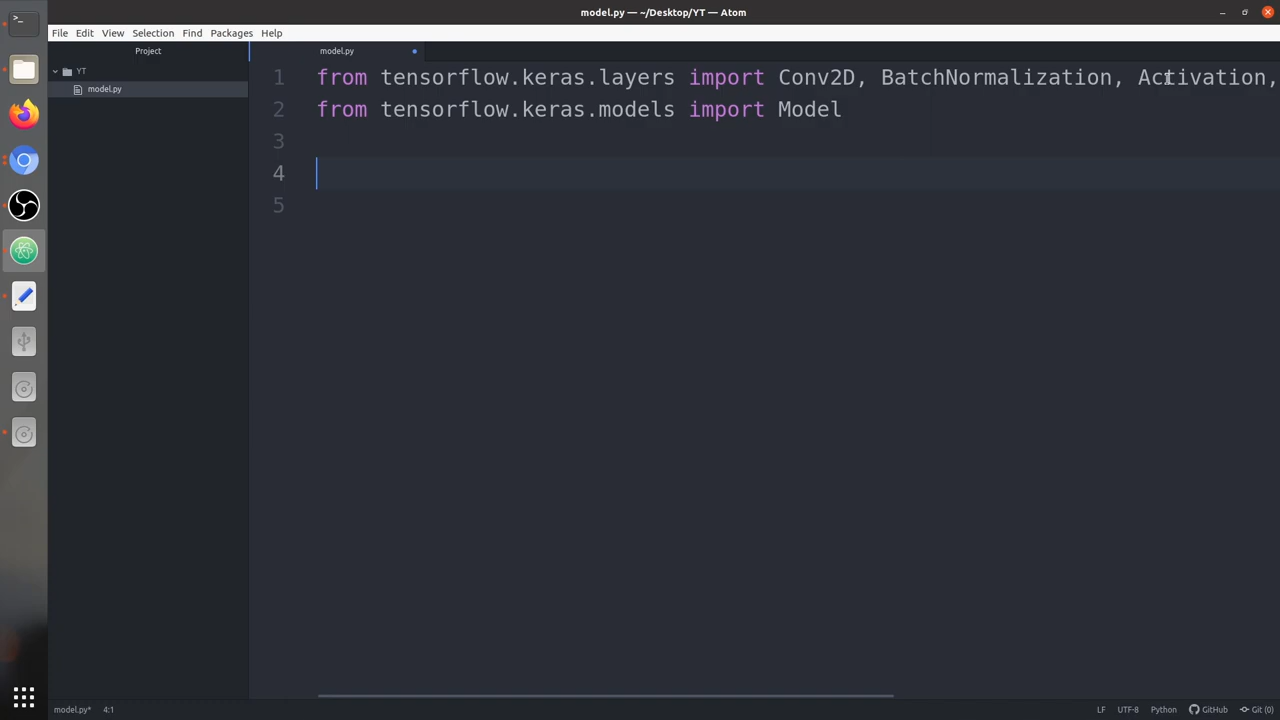 model.py — ~/Desktop/YT — Atom
File Edit View Selection Find Packages Help
Project
model.py
YT
model.py
1 from tensorflow.keras.layers import Conv2D, BatchNormalization, Activation,
2 from tensorflow.keras.models import Model
3
4
5
model.py* 4:1 LF UTF-8 Python GitHub Git (0)